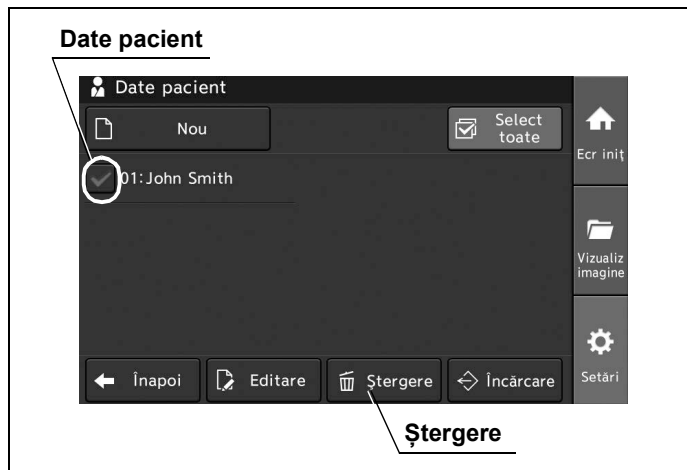 Date pacient
Date pacient
Nou
Select
toate
Ecr iniț
01:John Smith
Vizualiz
imagine
Înapoi
Editare
Ștergere
Încărcare
Setări
Ștergere